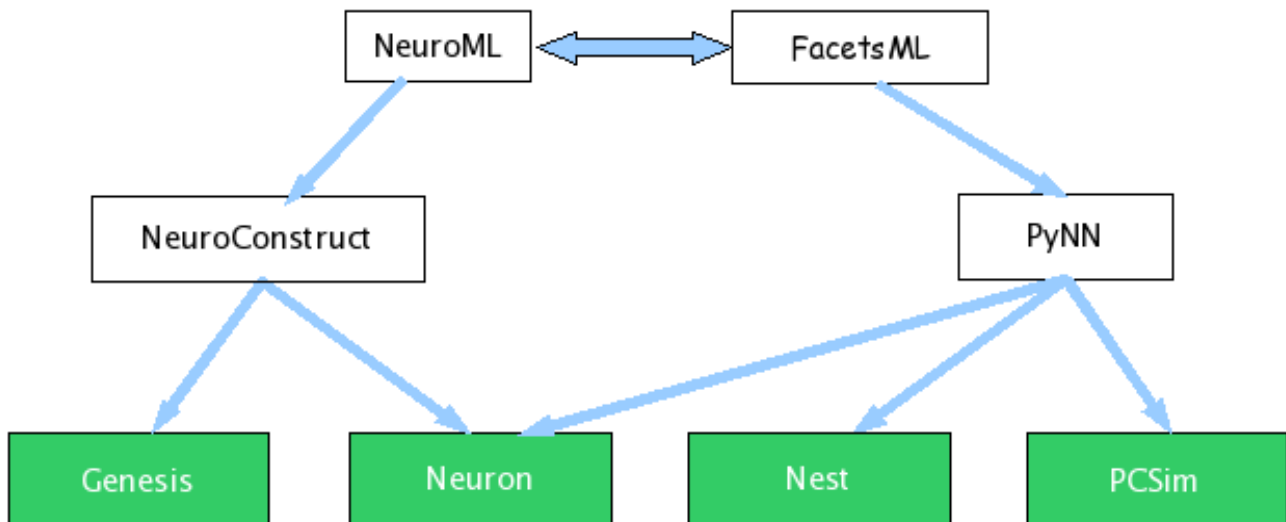 NeuroML
FacetsML
NeuroConstruct
PyNN
Genesis
Neuron
Nest
PCSim